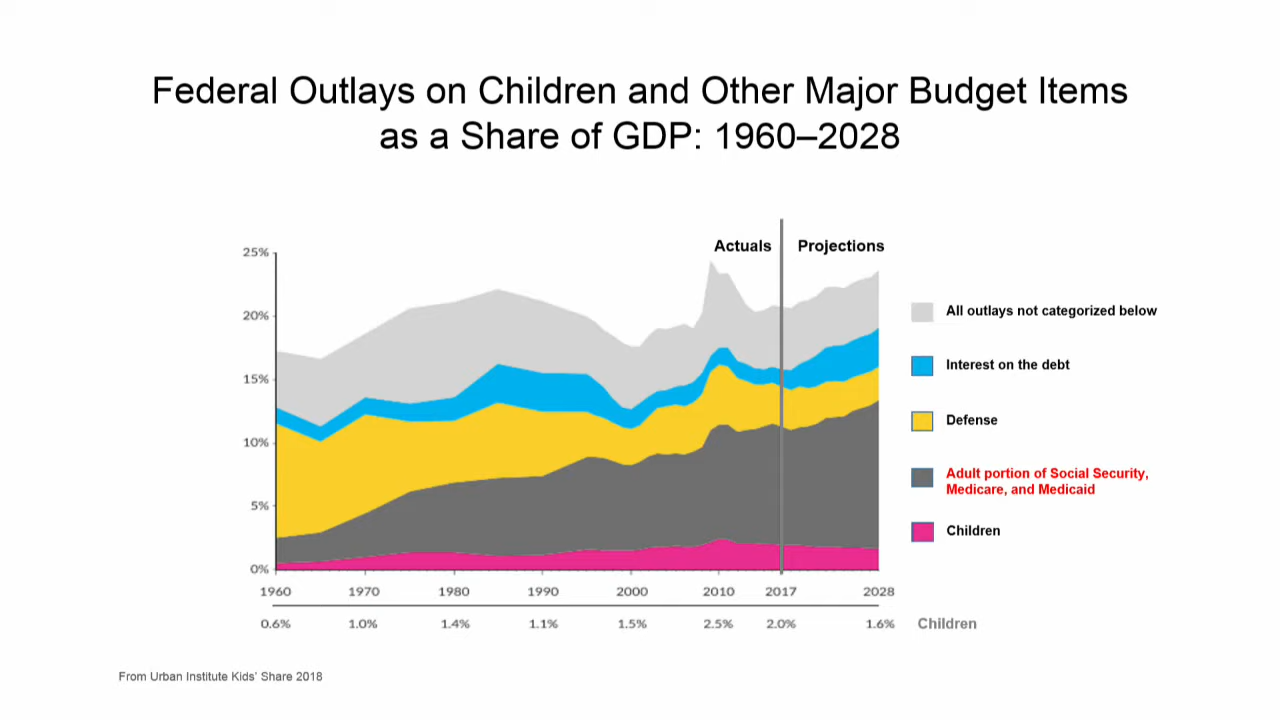 Federal Outlays on Children and Other Major Budget Items
as a Share of GDP: 1960–2028
Actuals
Projections
25%
20%
15%
10%
5%
0%
1960 1970 1980 1990 2000 2010 2017 2028
0.6% 1.0% 1.4% 1.1% 1.5% 2.5% 2.0% 1.6% Children
All outlays not categorized below
Interest on the debt
Defense
Adult portion of Social Security,
Medicare, and Medicaid
Children
From Urban Institute Kids’ Share 2018